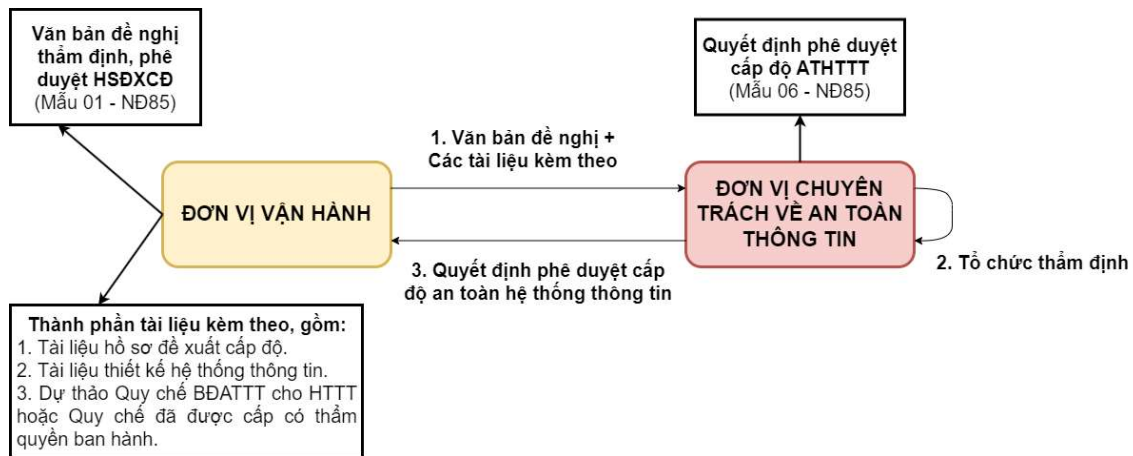 Văn bản đề nghị
thẩm định, phê
duyệt HSĐXCĐ
(Mẫu 01 - NĐ85)
Quyết định phê duyệt
cấp độ ATHTTT
(Mẫu 06 - NĐ85)
1. Văn bản đề nghị +
Các tài liệu kèm theo
ĐƠN VỊ VẬN HÀNH
ĐƠN VỊ CHUYÊN
TRÁCH VỀ AN TOÀN
THÔNG TIN
2. Tổ chức thẩm định
3. Quyết định phê duyệt cấp
độ an toàn hệ thống thông tin
Thành phần tài liệu kèm theo, gồm:
1. Tài liệu hồ sơ đề xuất cấp độ.
2. Tài liệu thiết kế hệ thống thông tin.
3. Dự thảo Quy chế BĐATTT cho HTTT
hoặc Quy chế đã được cấp có thẩm
quyền ban hành.